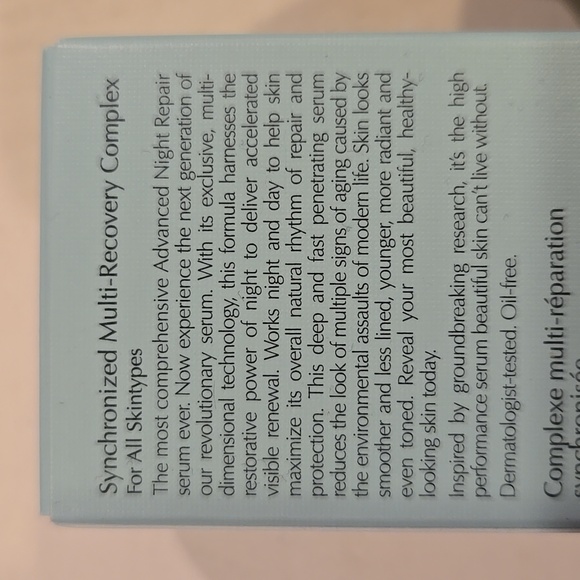 Synchronized Multi-Recovery Complex
For All Skintypes
The most comprehensive Advanced Night Repair
serum ever. Now experience the next generation of
our revolutionary serum. With its exclusive, multi-
dimensional technology, this formula harnesses the
restorative power of night to deliver accelerated
visible renewal. Works night and day to help skin
maximize its overall natural rhythm of repair and
protection. This deep and fast penetrating serum
reduces the look of multiple signs of aging caused by
the environmental assaults of modern life. Skin looks
smoother and less lined, younger, more radiant and
even toned. Reveal your most beautiful, healthy-
looking skin today.
Inspired by groundbreaking research, it's the high
performance serum beautiful skin can't live without.
Dermatologist-tested. Oil-free.
Complexe multi-réparation